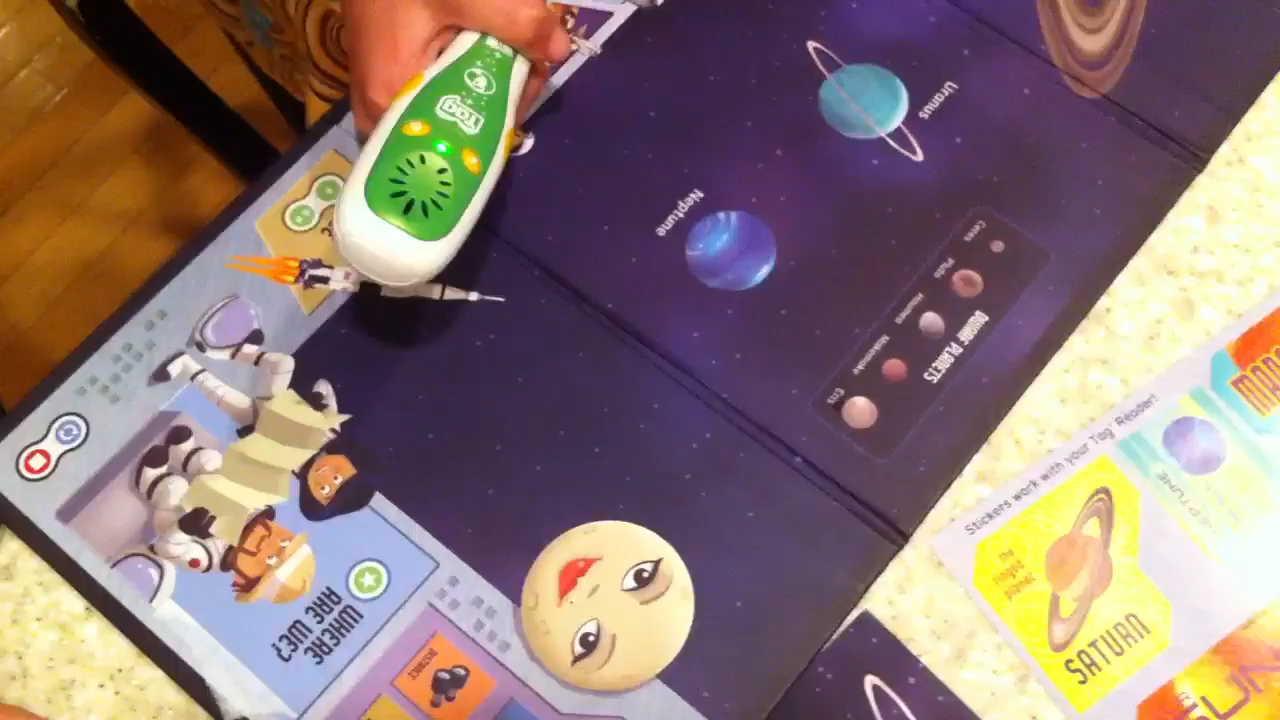 Tag
Uranus
Neptune
Ceres
Pluto
Haumea
Makemake
Eris
DWARF PLANETS
WHERE
ARE WE?
DISTANCE
Stickers work with your Tag Reader!
the
ringed
planet
SATURN
NEPTUNE